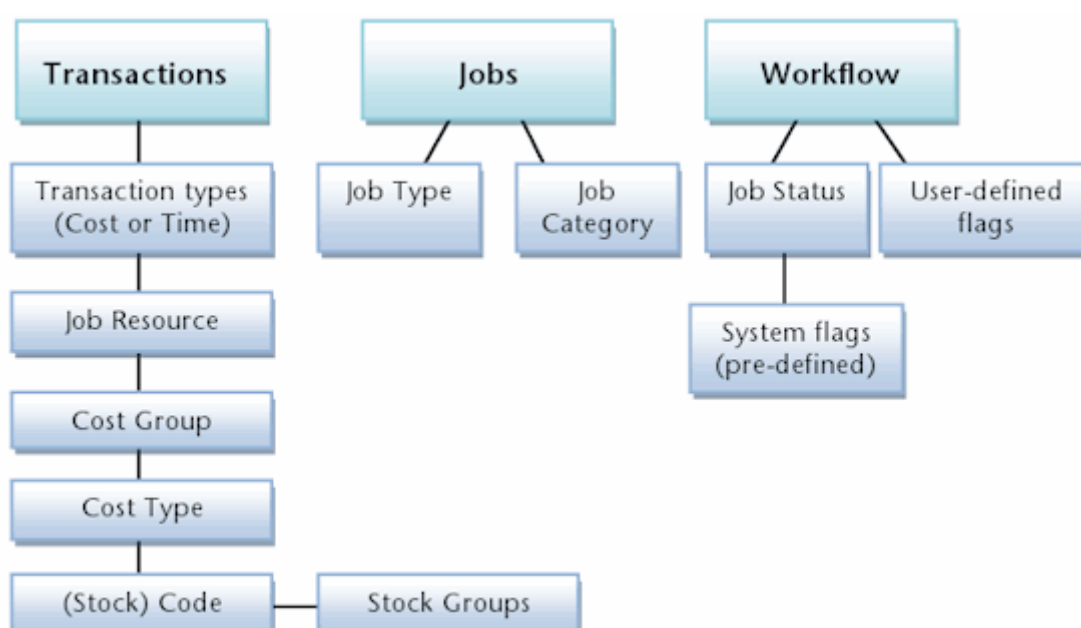 Transactions
Jobs
Workflow
Transaction types
(Cost or Time)
Job Type
Job
Category
Job Status
User-defined
flags
Job Resource
System flags
(pre-defined)
Cost Group
Cost Type
(Stock) Code
Stock Groups